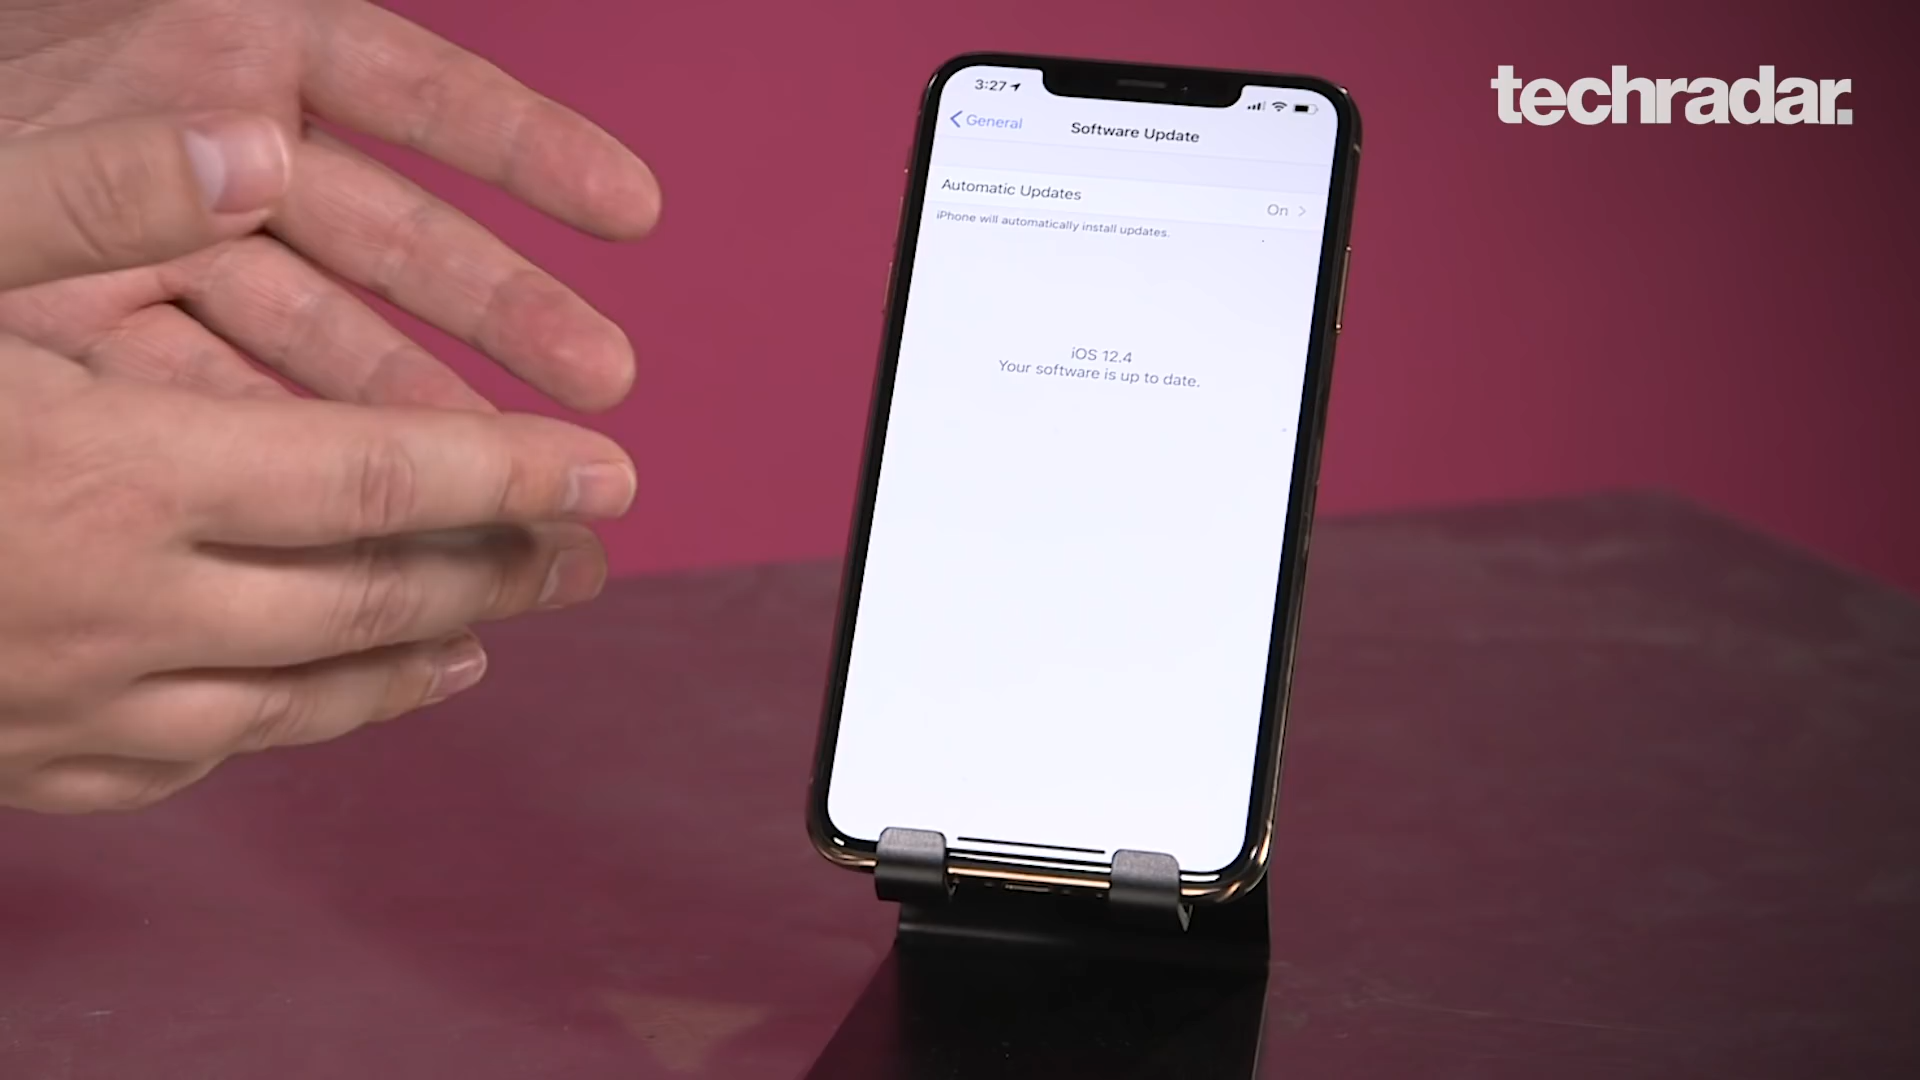 techradar.
3:27
General
Software Update
Automatic Updates
On
iPhone will automatically install updates.
iOS 12.4
Your software is up to date.